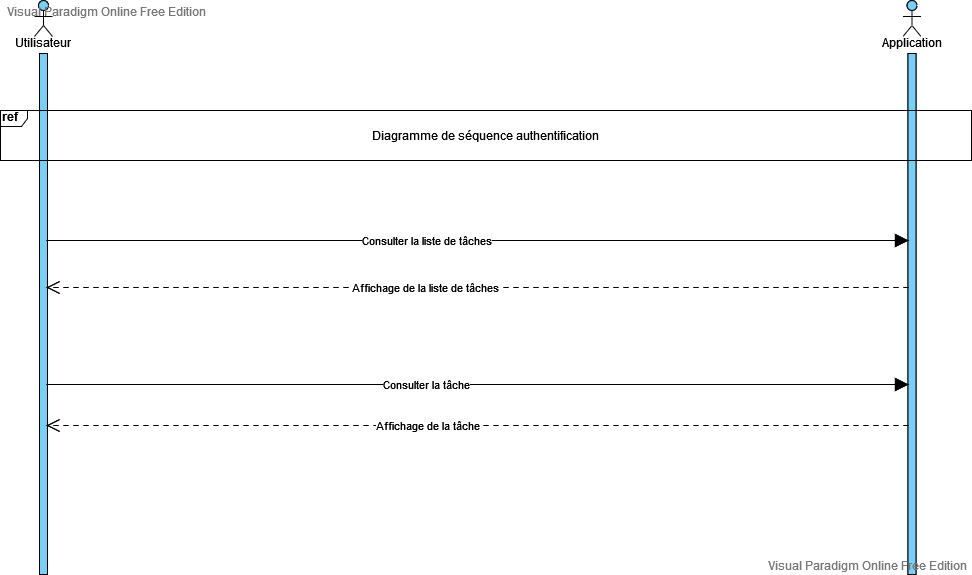 Visual Paradigm Online Free Edition
Utilisateur
Application
ref
Diagramme de séquence authentification
Consulter la liste de tâches
Affichage de la liste de tâches
Consulter la tâche
Affichage de la tâche
Visual Paradigm Online Free Edition